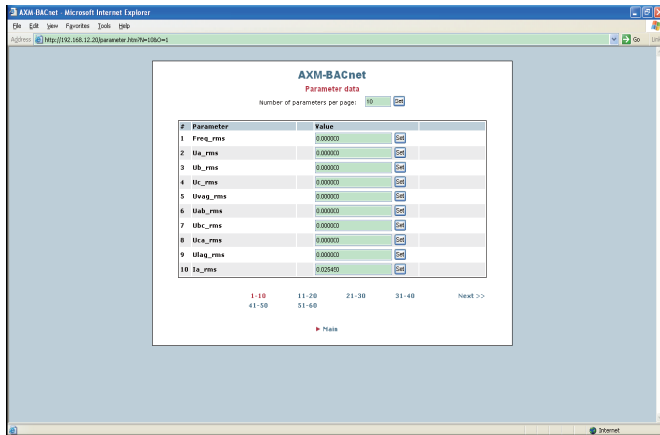 AXM-BACnet - Microsoft Internet Explorer
File Edit View Favorites Tools Help
Address http://192.168.12.20/parameter.htm?N=10&O=1 Go
AXM-BACnet
Parameter data
Number of parameters per page: 10 Set
# Parameter Value
1 Freq_rms 0.000000 Set
2 Ua_rms 0.000000 Set
3 Ub_rms 0.000000 Set
4 Uc_rms 0.000000 Set
5 Uvag_rms 0.000000 Set
6 Uab_rms 0.000000 Set
7 Ubc_rms 0.000000 Set
8 Uca_rms 0.000000 Set
9 Ulag_rms 0.000000 Set
10 Ia_rms 0.025450 Set
1-10 11-20 21-30 31-40 Next >>
41-50 51-60
Main
Internet